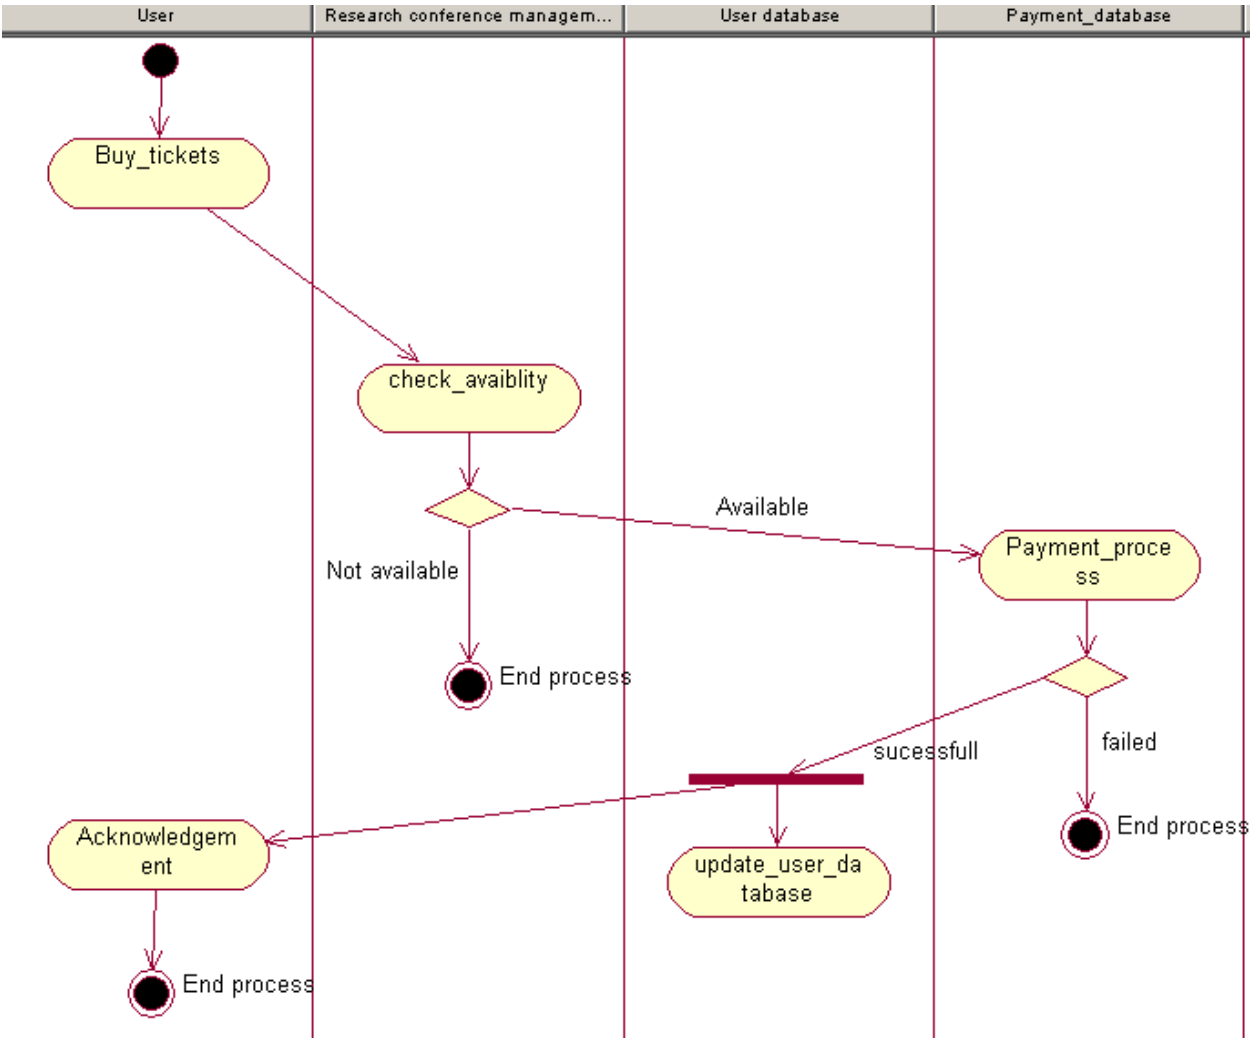 User
Research conference managem...
User database
Payment_database
Buy_tickets
check_avaiblity
Available
Payment_proce
ss
Not available
End process
sucessfull
failed
Acknowledgem
ent
update_user_da
tabase
End process
End process